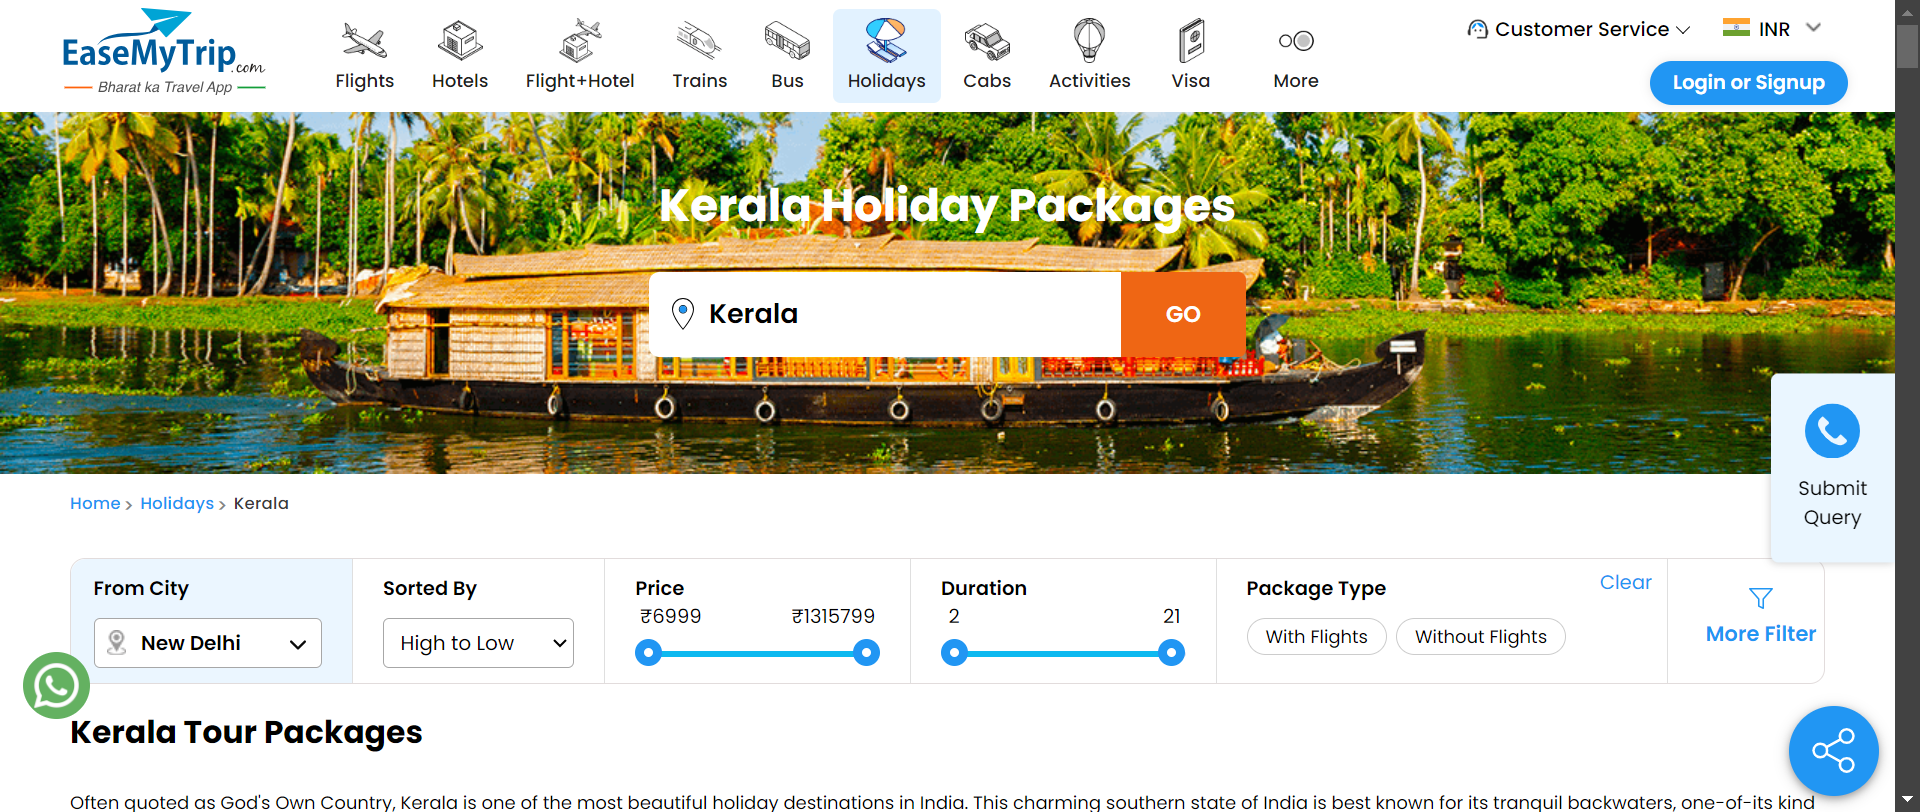 EaseMyTrip.com
Bharat ka Travel App
Flights
Hotels
Flight+Hotel
Trains
Bus
Holidays
Cabs
Activities
Visa
More
Customer Service
INR
Login or Signup
Kerala Holiday Packages
Kerala
GO
Submit
Query
Home > Holidays > Kerala
From City
New Delhi
Sorted By
High to Low
Price
₹6999 ₹1315799
Duration
2 21
Package Type
Clear
With Flights
Without Flights
More Filter
Kerala Tour Packages
Often quoted as God's Own Country, Kerala is one of the most beautiful holiday destinations in India. This charming southern state of India is best known for its tranquil backwaters, one-of-its kind